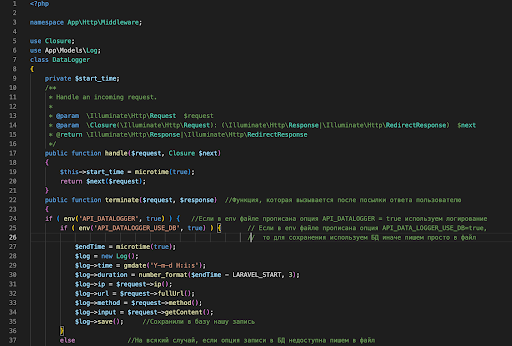 1 <?php
2
3 namespace App\Http\Middleware;
4
5 use Closure;
6 use App\Models\Log;
7 class DataLogger
8 {
9 private $start_time;
10 /**
11 * Handle an incoming request.
12 *
13 * @param \Illuminate\Http\Request $request
14 * @param \Closure(\Illuminate\Http\Request): (\Illuminate\Http\Response|\Illuminate\Http\RedirectResponse) $next
15 * @return \Illuminate\Http\Response|\Illuminate\Http\RedirectResponse
16 */
17 public function handle($request, Closure $next)
18 {
19 $this->start_time = microtime(true);
20 return $next($request);
21 }
22 public function terminate($request, $response) //Функция, которая вызывается после посылки ответа пользователю
23 {
24 if ( env('API_DATALOGGER', true) ) { //Если в env файле прописана опция API_DATALOGGER = true используем логирование
25 if ( env('API_DATALOGGER_USE_DB', true) ) { // Если в env файле прописана опция API_DATA_LOGGER_USE_DB=true,
26 // то для сохранения используем БД иначе пишем просто в файл
27 $endTime = microtime(true);
28 $log = new Log();
29 $log->time = gmdate("Y-m-d H:i:s");
30 $log->duration = number_format($endTime - LARAVEL_START, 3);
31 $log->ip = $request->ip();
32 $log->url = $request->fullUrl();
33 $log->method = $request->method();
34 $log->input = $request->getContent();
35 $log->save(); //Сохранили в базу нашу запись
36 }
37 else //На всякий случай, если опция записи в БД недоступна пишем в файл